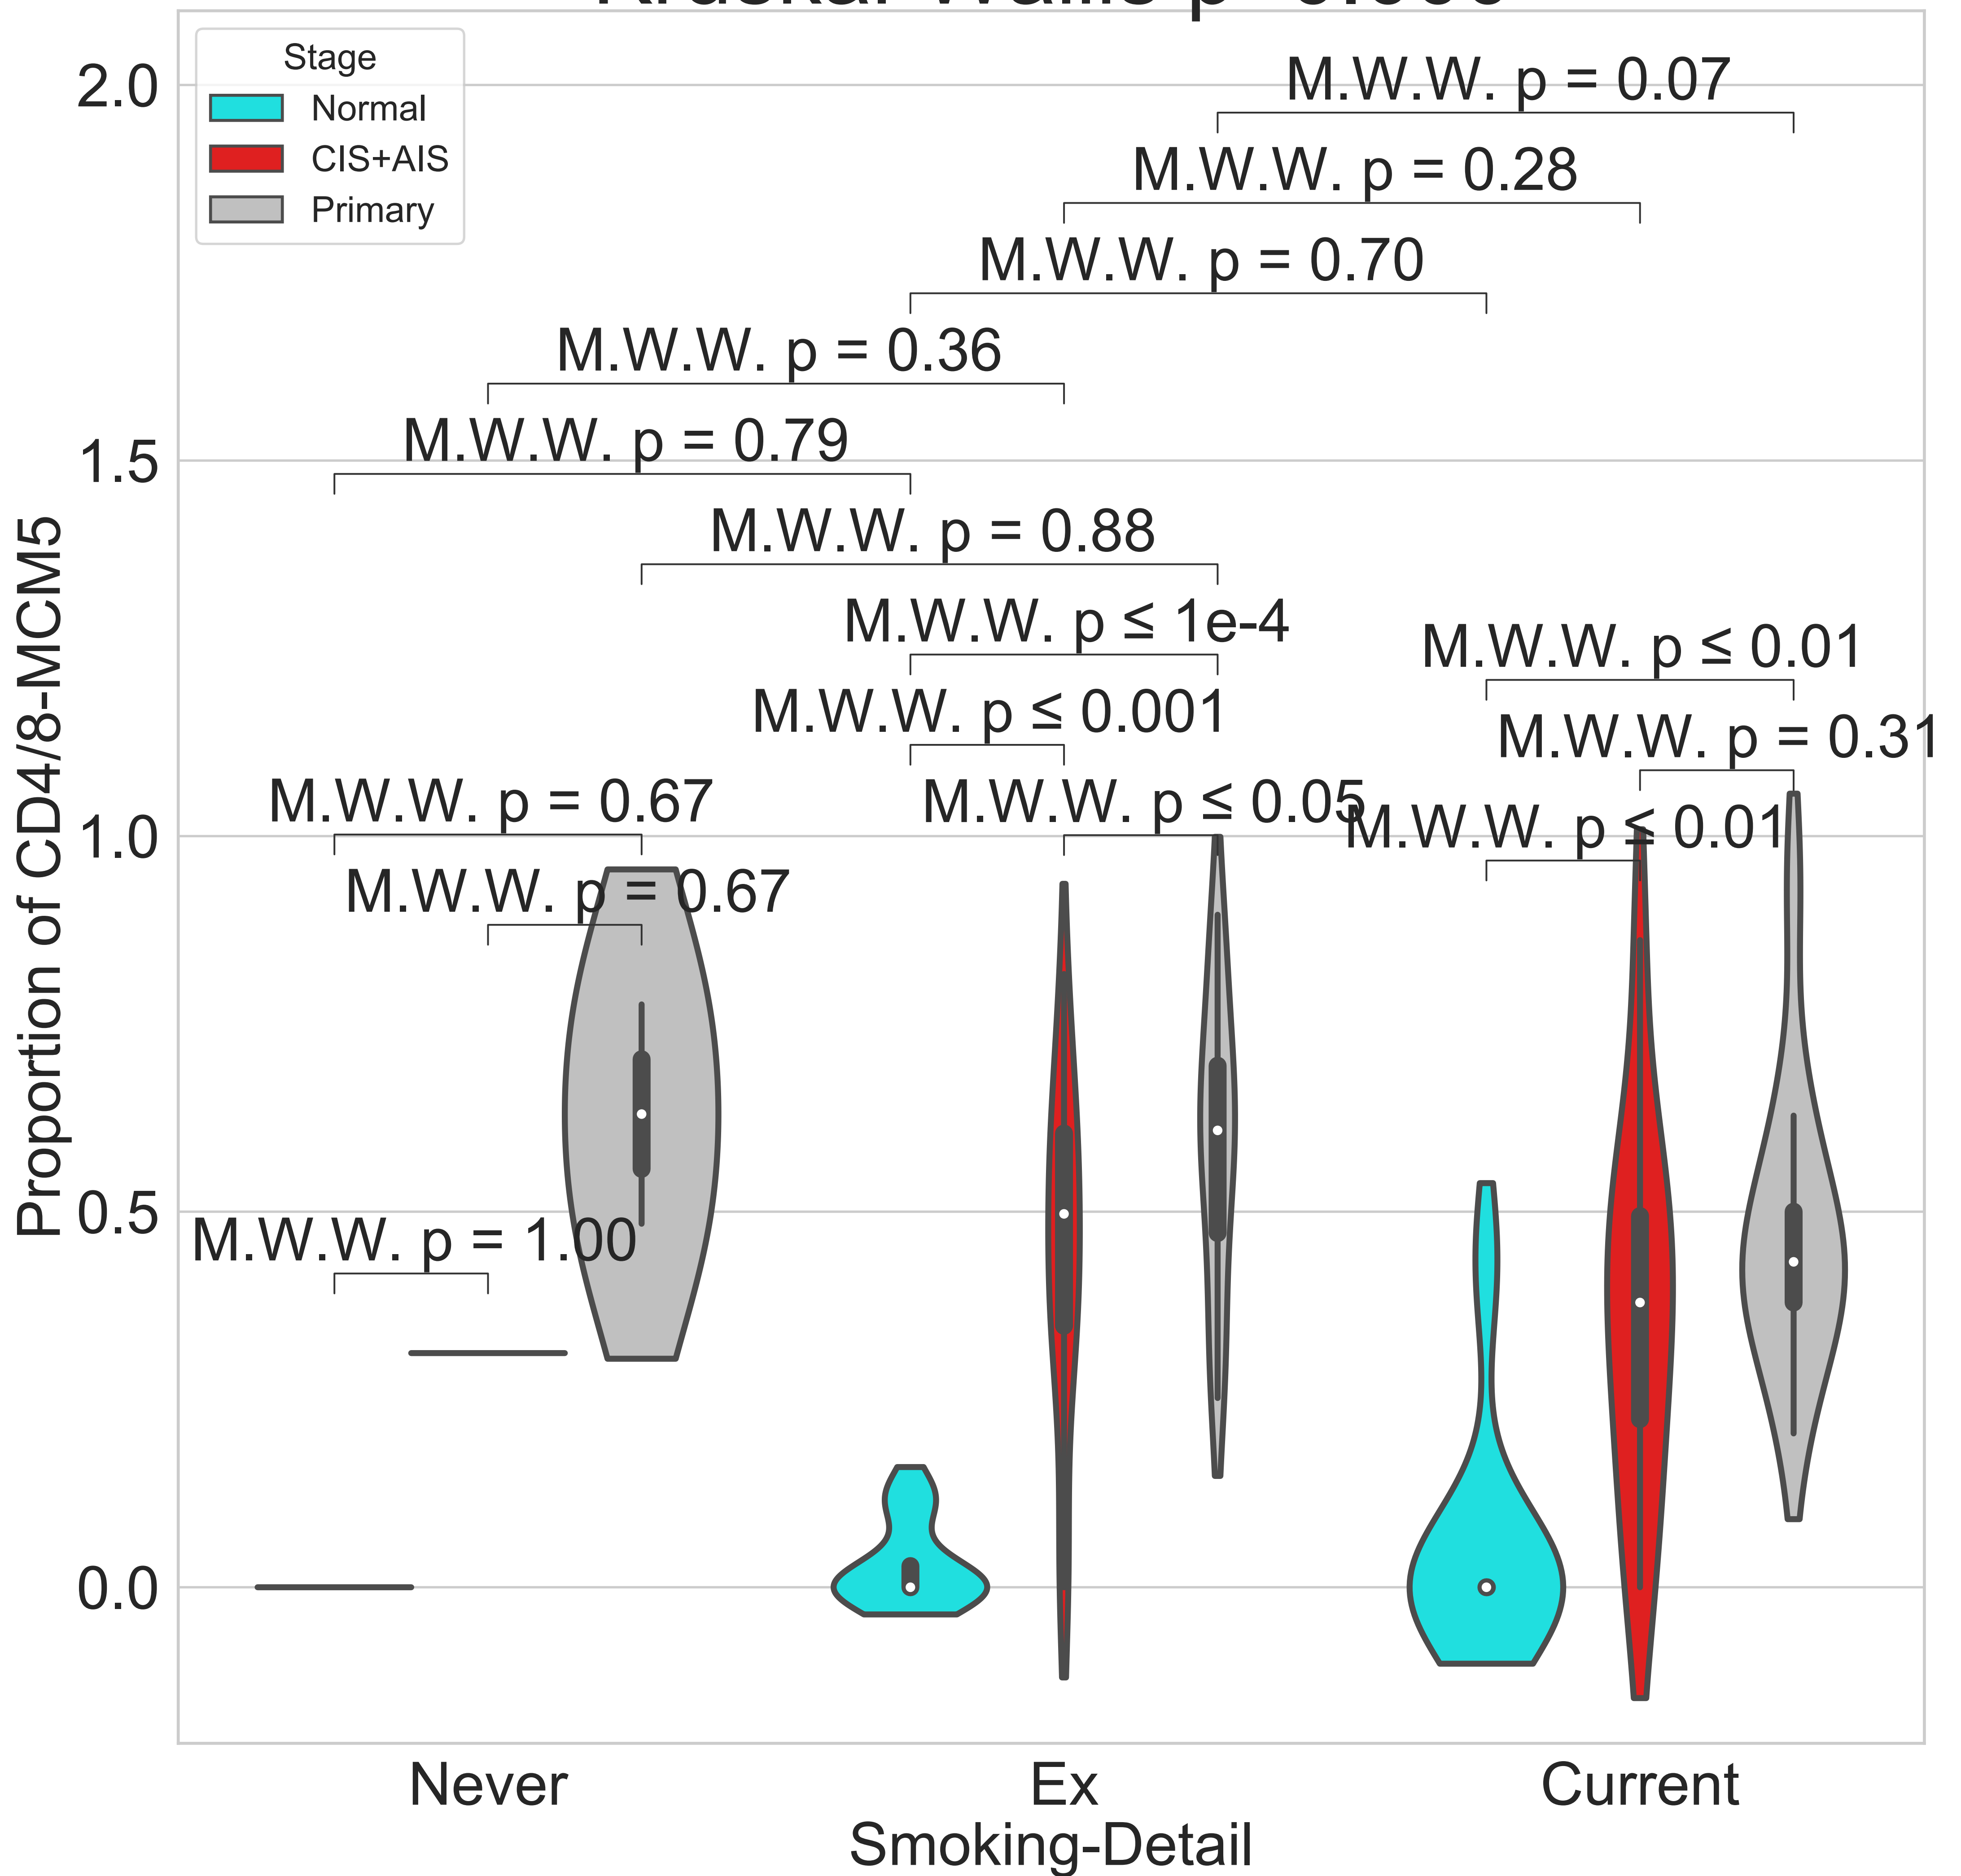 Stage
Normal
CIS+AIS
Primary
M.W.W. p = 0.07
M.W.W. p = 0.28
M.W.W. p = 0.70
M.W.W. p = 0.36
M.W.W. p = 0.79
M.W.W. p = 0.88
M.W.W. p ≤ 1e-4
M.W.W. p ≤ 0.01
M.W.W. p ≤ 0.001
M.W.W. p = 0.31
M.W.W. p = 0.67
M.W.W. p ≤ 0.05
M.W.W. p ≤ 0.01
M.W.W. p = 0.67
M.W.W. p = 1.00
2.0
1.5
1.0
0.5
0.0
Proportion of CD4/8-MCM5
Never
Ex
Current
Smoking-Detail